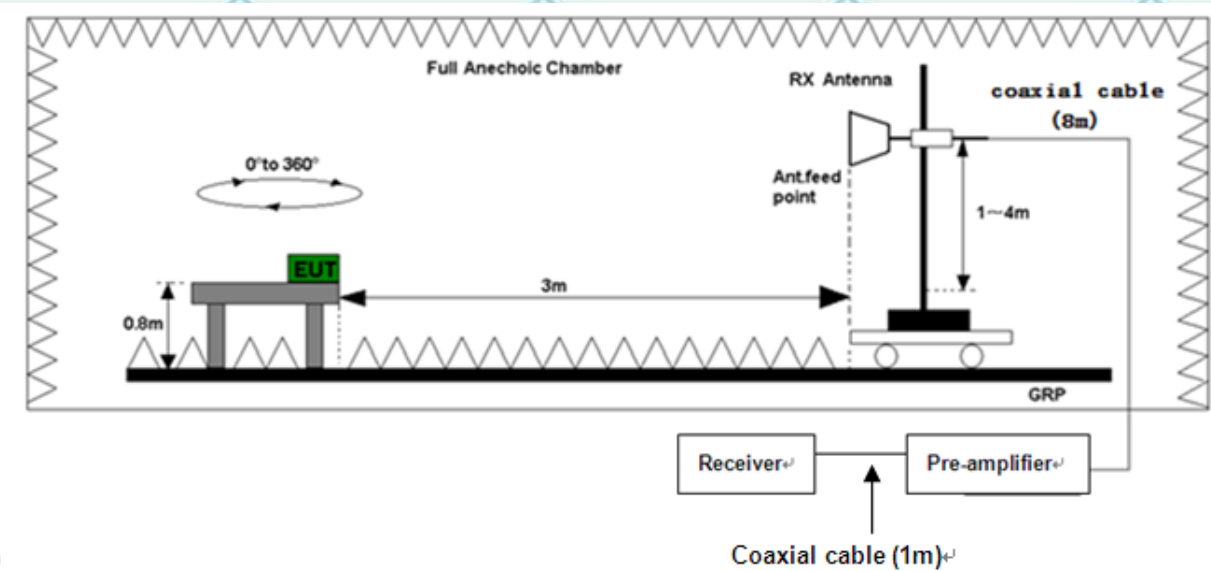 Full Anechoic Chamber
RX Antenna
coaxial cable
(8m)
0°to 360°
Ant.feed
point
1~4m
EUT
3m
0.8m
GRP
Receiver↵
Pre-amplifier↵
Coaxial cable (1m)↵